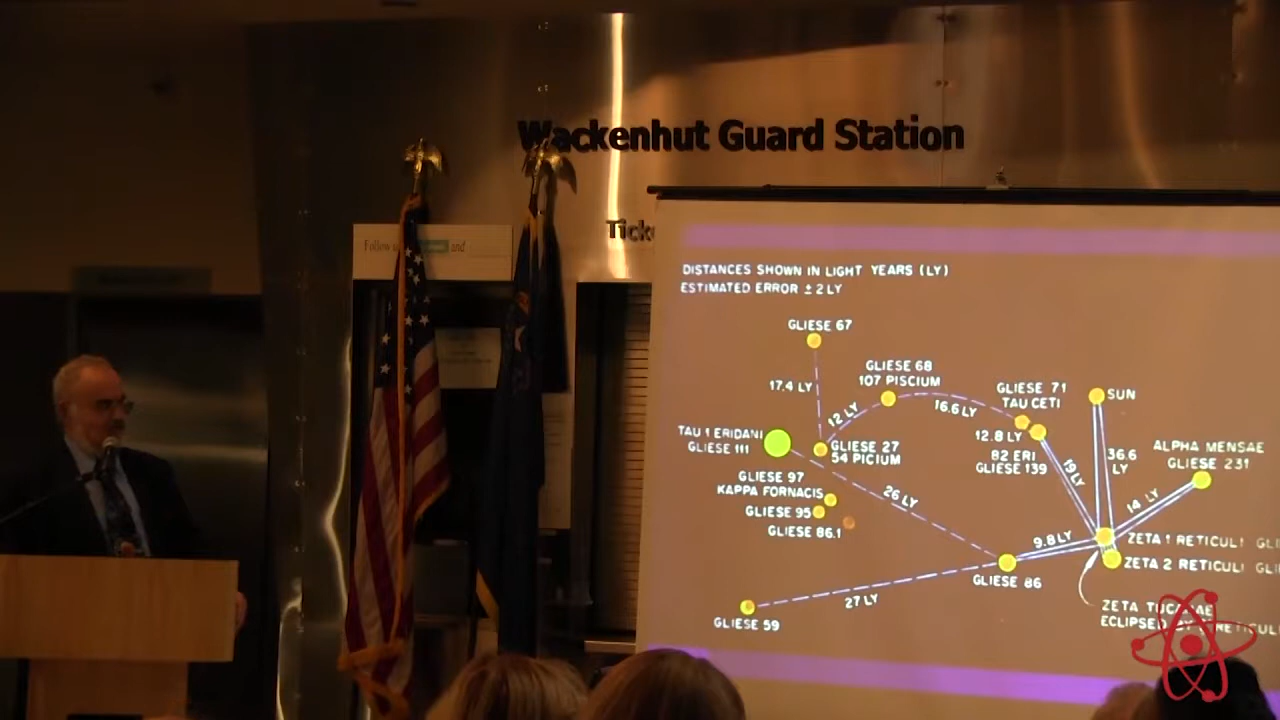 Wackenhut Guard Station
Follow and
DISTANCES SHOWN IN LIGHT YEARS (LY)
ESTIMATED ERROR ± 2 LY
GLIESE 67
17.4 LY
GLIESE 68
107 PISCIUM
12 LY
16.6 LY
GLIESE 71
TAU CETI
SUN
12.8 LY
82 ERI
GLIESE 139
19 LY
36.6
LY
ALPHA MENSAE
GLIESE 231
14 LY
TAU 1 ERIDANI
GLIESE 111
GLIESE 27
54 PICIUM
GLIESE 97
KAPPA FORNACIS
GLIESE 95
GLIESE 86.1
26 LY
9.8 LY
ZETA 1 RETICULI
ZETA 2 RETICULI
GLIESE 86
27 LY
GLIESE 59
ZETA TUCANAE
ECLIPSED BY